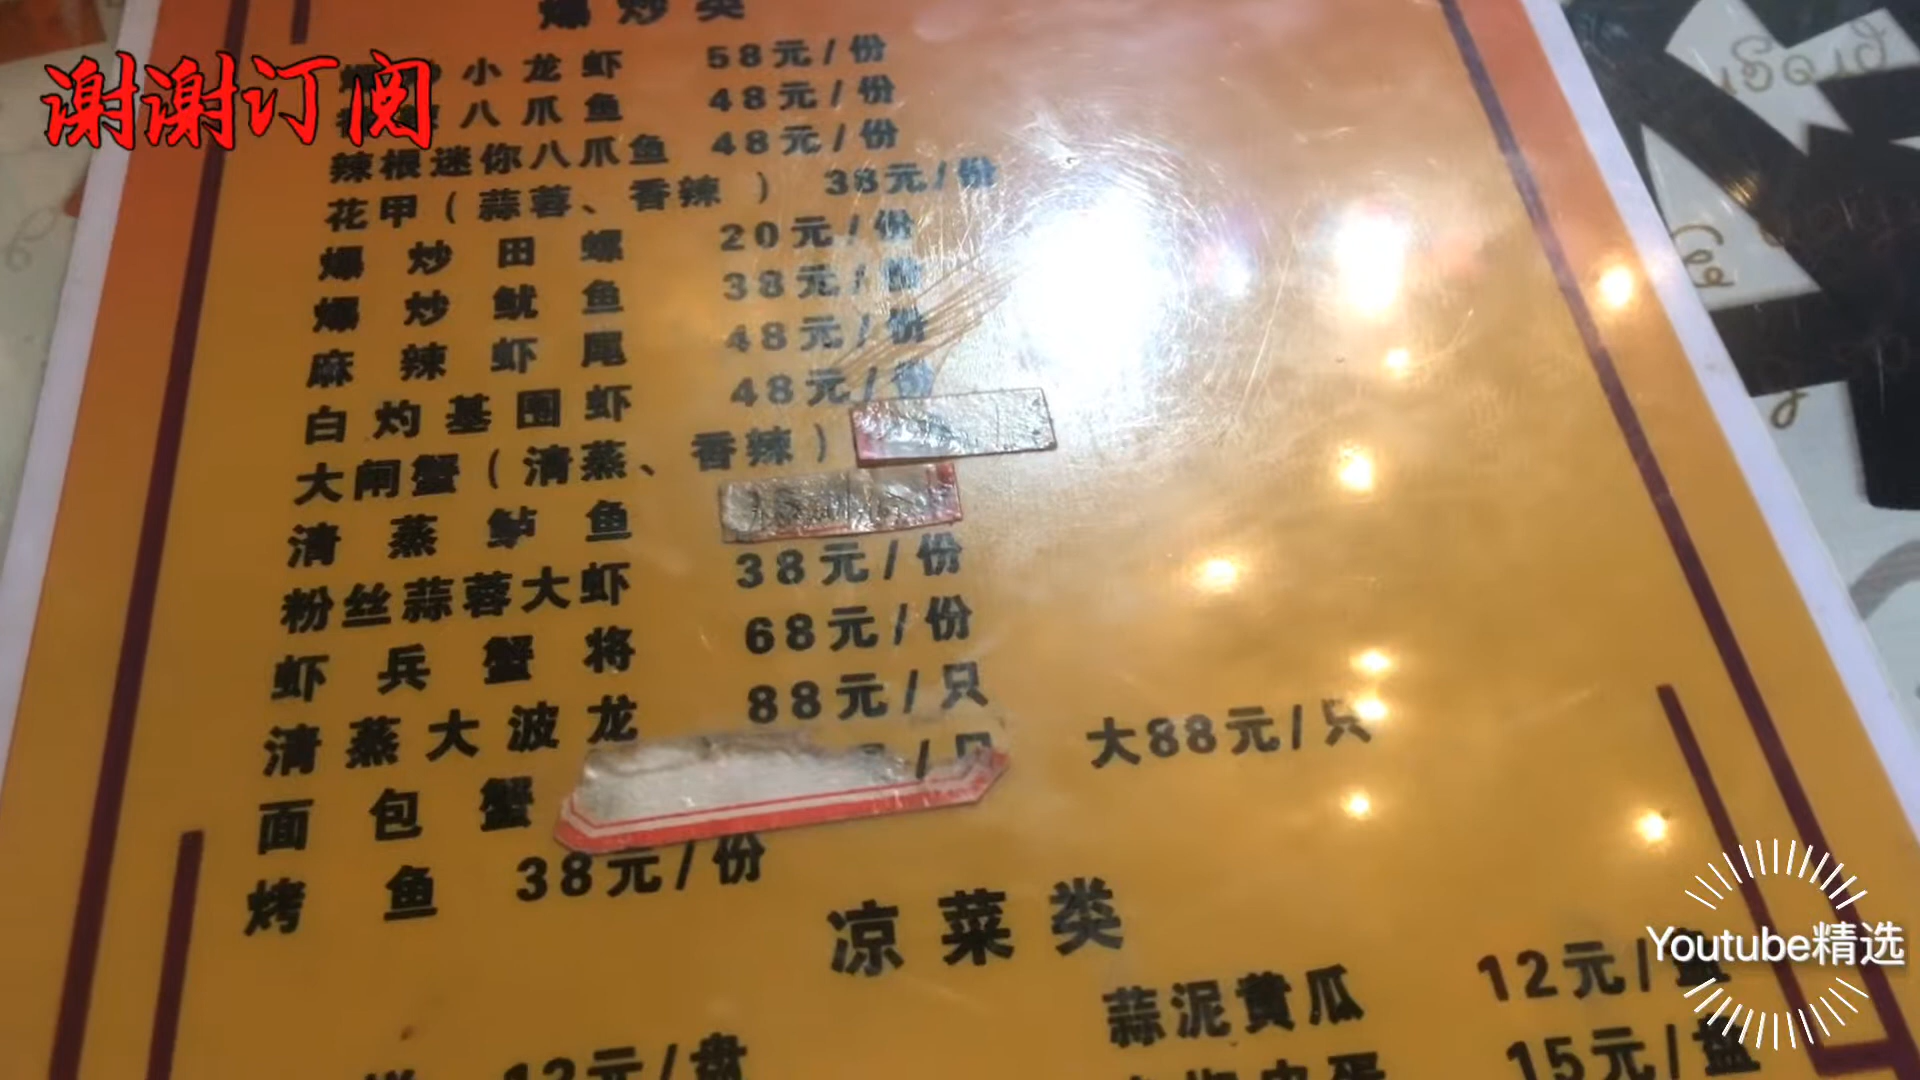 爆炒类
谢谢订阅
小龙虾 58元/份
八爪鱼 48元/份
辣根迷你八爪鱼 48元/份
花甲(蒜蓉、香辣) 38元/份
爆炒田螺 20元/份
爆炒鱿鱼 38元/份
麻辣虾尾 48元/份
白灼基围虾 48元/份
大闸蟹(清蒸、香辣)
清蒸鲈鱼
粉丝蒜蓉大虾 38元/份
虾兵蟹将 68元/份
清蒸大波龙 88元/只
面包蟹 /只 大88元/只
烤鱼 38元/份
凉菜类
Youtube精选
蒜泥黄瓜 12元/
12元/盘
15元/盘